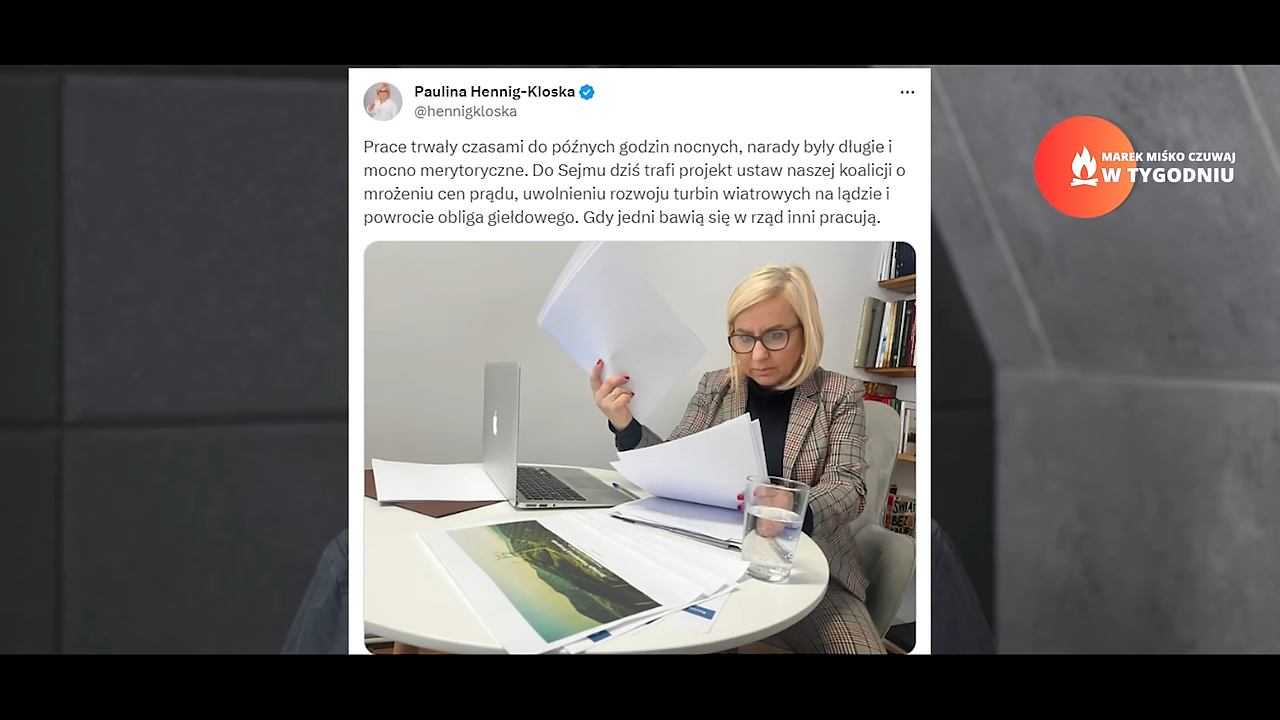 Paulina Hennig-Kloska
@hennigkloska
Prace trwały czasami do późnych godzin nocnych, narady były długie i
mocno merytoryczne. Do Sejmu dziś trafi projekt ustaw naszej koalicji o
mrożeniu cen prądu, uwolnieniu rozwoju turbin wiatrowych na lądzie i
powrocie obliga giełdowego. Gdy jedni bawią się w rząd inni pracują.
MAREK MIŚKO CZUWAJ
W TYGODNIU
ŚWIAT
BEZ